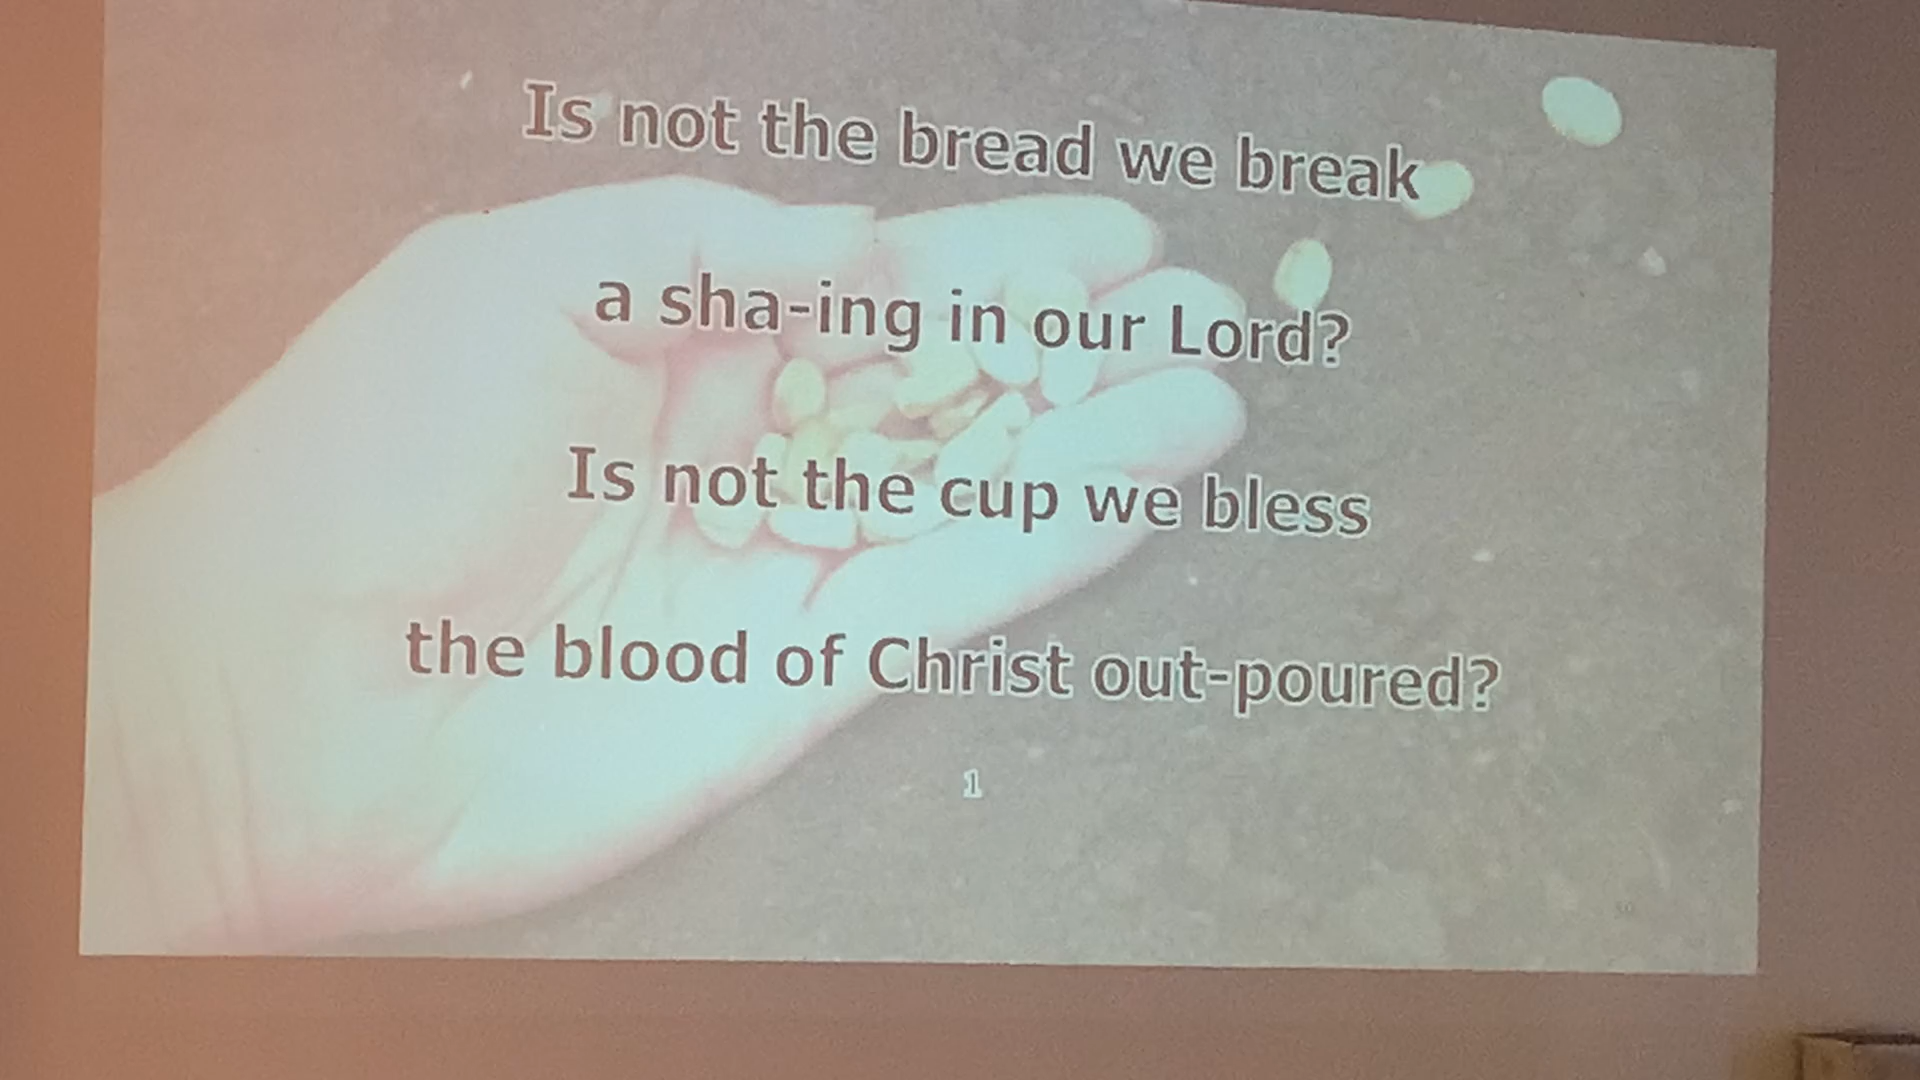 Is not the bread we break
a sha-ing in our Lord?
Is not the cup we bless
the blood of Christ out-poured?
1